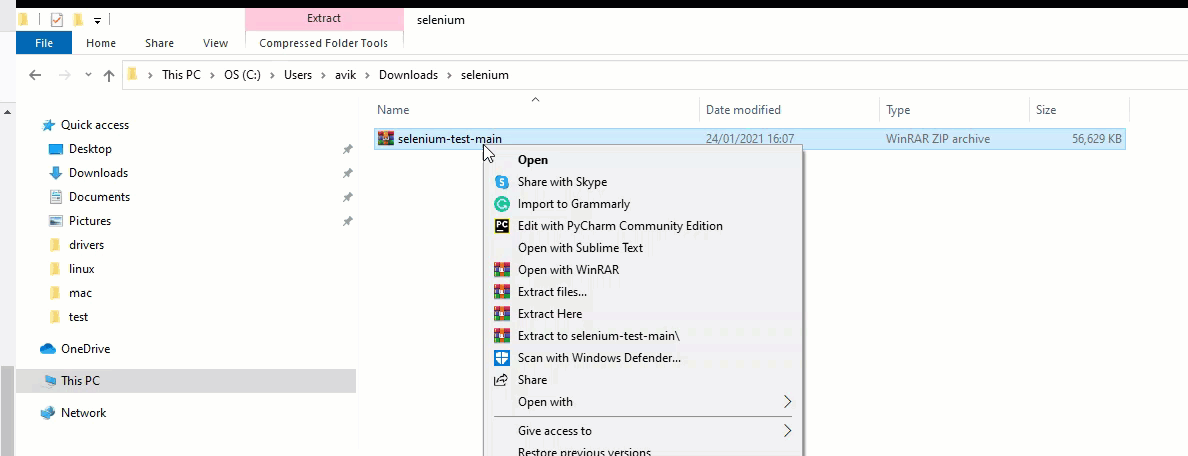 Extract
selenium
File
Home
Share
View
Compressed Folder Tools
This PC
OS (C:)
Users
avik
Downloads
selenium
Name
Date modified
Type
Size
Quick access
Desktop
Downloads
Documents
Pictures
drivers
linux
mac
test
OneDrive
This PC
Network
selenium-test-main
24/01/2021 16:07
WinRAR ZIP archive
56,629 KB
Open
Share with Skype
Import to Grammarly
Edit with PyCharm Community Edition
Open with Sublime Text
Open with WinRAR
Extract files...
Extract Here
Extract to selenium-test-main\
Scan with Windows Defender...
Share
Open with
Give access to
Restore previous versions